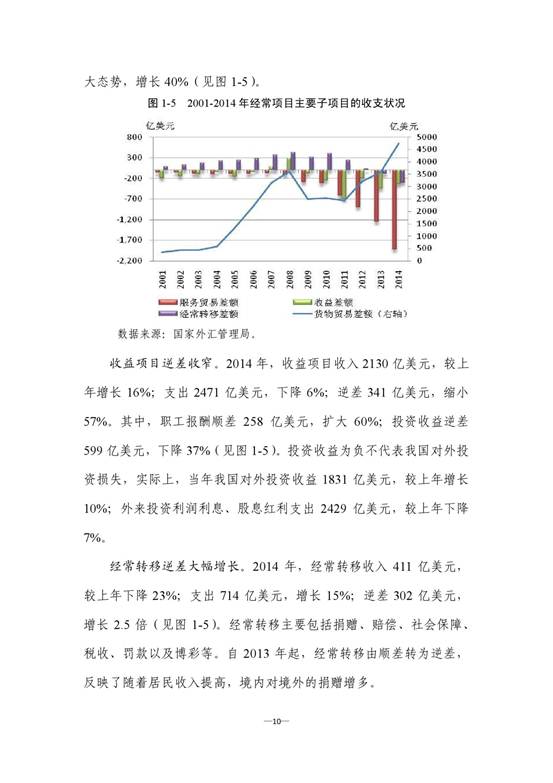 大态势，增长 40%（见图 1-5）。
图 1-5 2001-2014 年经常项目主要子项目的收支状况
亿美元 亿美元
800 5000
300 4500
-200 4000
-700 3500
-1,200 3000
-1,700 2500
-2,200 2000
1500
1000
500
0
2001 2002 2003 2004 2005 2006 2007 2008 2009 2010 2011 2012 2013 2014
服务贸易差额 收益差额
经常转移差额 货物贸易差额（右轴）
数据来源：国家外汇管理局。
收益项目逆差收窄。2014 年，收益项目收入 2130 亿美元，较上
年增长 16%；支出 2471 亿美元，下降 6%；逆差 341 亿美元，缩小
57%。其中，职工报酬顺差 258 亿美元，扩大 60%；投资收益逆差
599 亿美元，下降 37%（见图 1-5）。投资收益为负不代表我国对外投
资损失，实际上，当年我国对外投资收益 1831 亿美元，较上年增长
10%；外来投资利润利息、股息红利支出 2429 亿美元，较上年下降
7%。
经常转移逆差大幅增长。2014 年，经常转移收入 411 亿美元，
较上年下降 23%；支出 714 亿美元，增长 15%；逆差 302 亿美元，
增长 2.5 倍（见图 1-5）。经常转移主要包括捐赠、赔偿、社会保障、
税收、罚款以及博彩等。自 2013 年起，经常转移由顺差转为逆差，
反映了随着居民收入提高，境内对境外的捐赠增多。
—10—